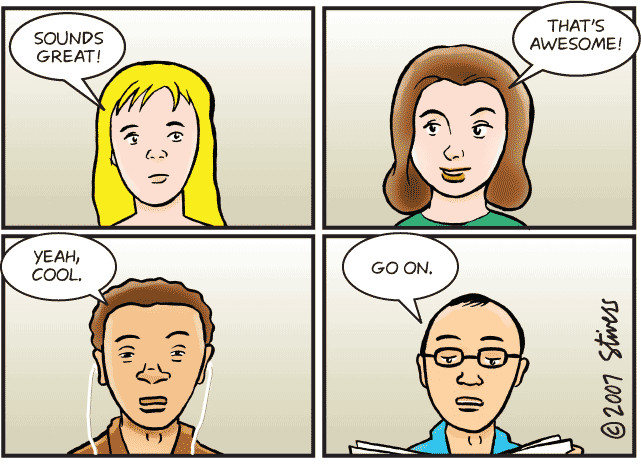 SOUNDS
GREAT!
THAT'S
AWESOME!
YEAH,
COOL.
GO ON.
© 2007 Stivers